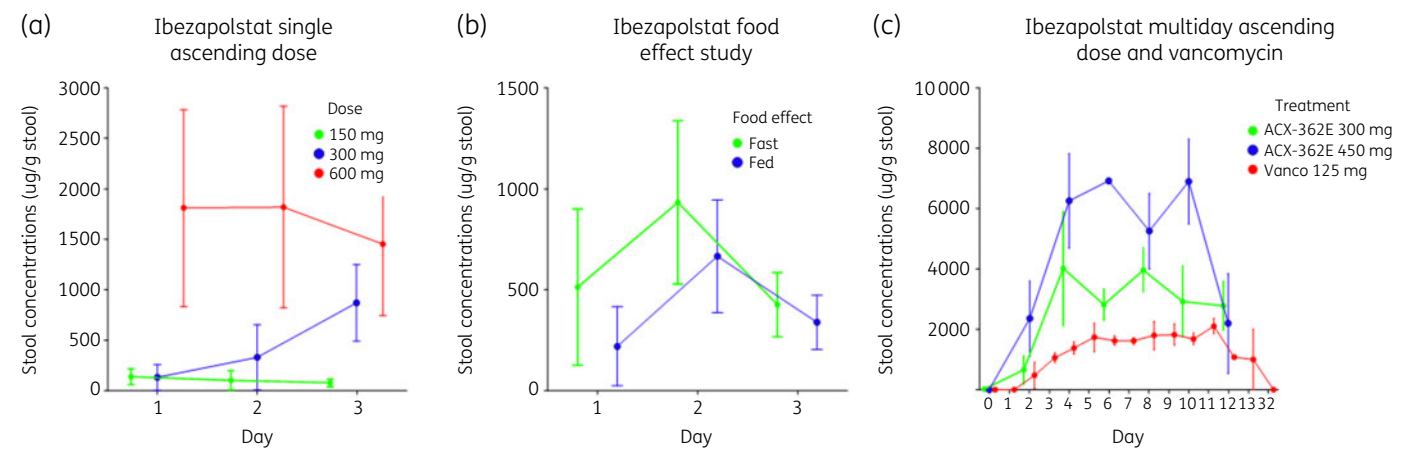 (a)
Ibezapolstat single
ascending dose
Stool concentrations (ug/g stool)
3000
2500
2000
1500
1000
500
0
Dose
150 mg
300 mg
600 mg
1 2 3
Day
(b)
Ibezapolstat food
effect study
Stool concentrations (ug/g stool)
1500
1000
500
0
Food effect
Fast
Fed
1 2 3
Day
(c)
Ibezapolstat multiday ascending
dose and vancomycin
Stool concentrations (ug/g stool)
10 000
8000
6000
4000
2000
Treatment
ACX-362E 300 mg
ACX-362E 450 mg
Vanco 125 mg
0 1 2 3 4 5 6 7 8 9 10 11 12 13 32
Day